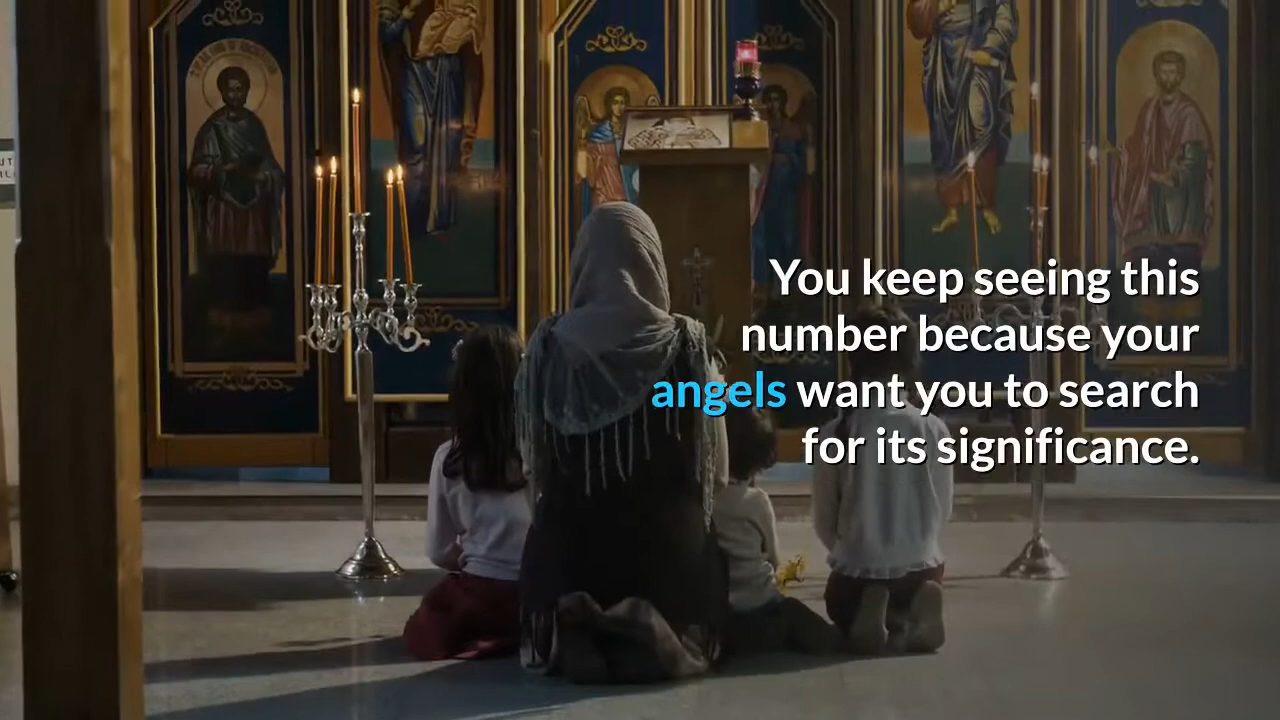 You keep seeing this
number because your
angels want you to search
for its significance.